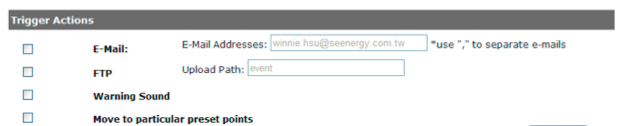 Trigger Actions
E-Mail: E-Mail Addresses: winnie.hsu@seenergy.com.tw *use "," to separate e-mails
FTP Upload Path: event
Warning Sound
Move to particular preset points